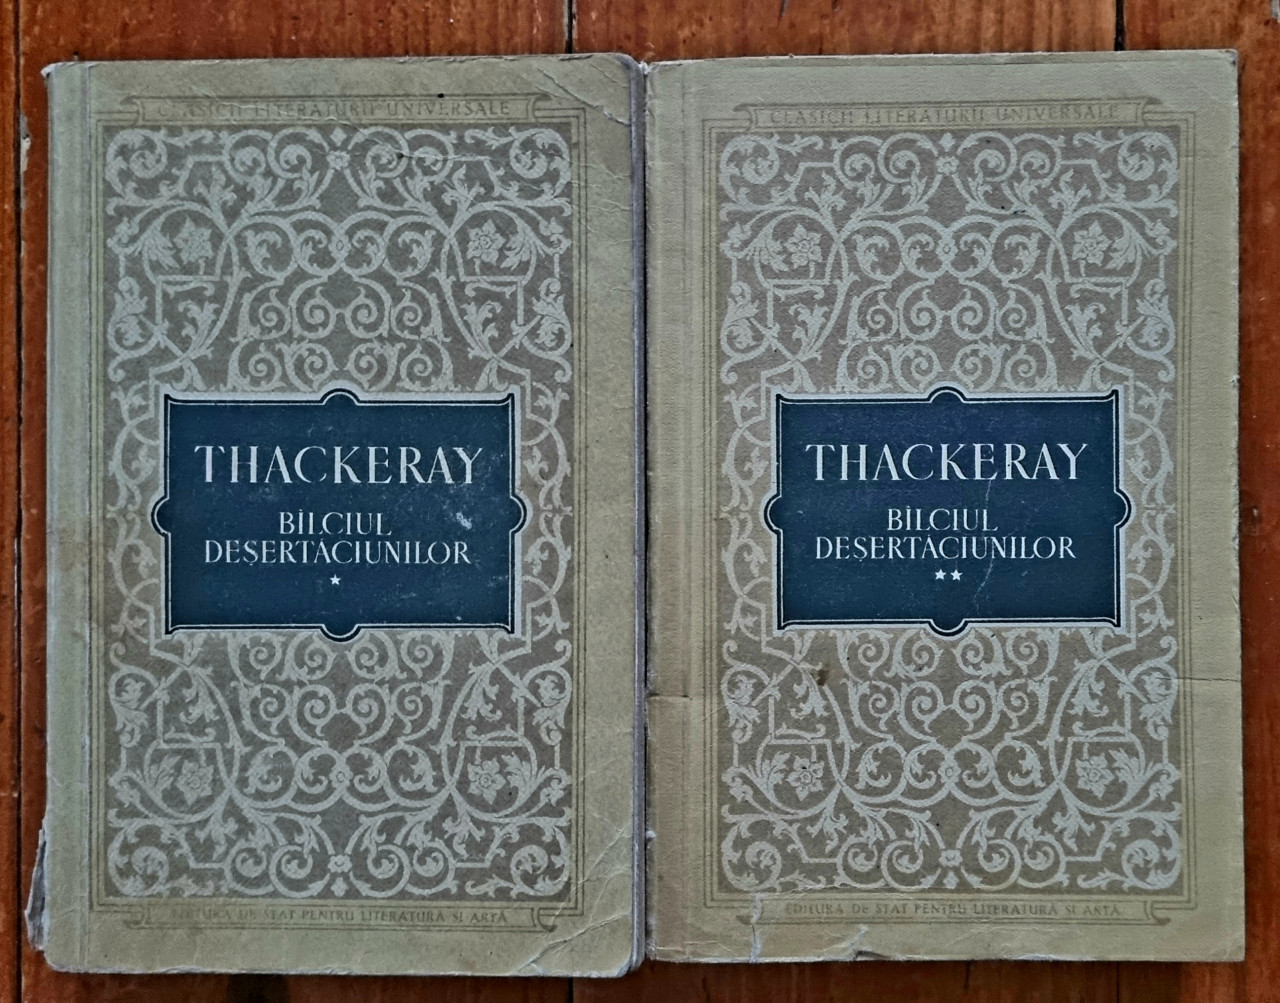 CLASICII LITERATURII UNIVERSALE
THACKERAY
BÎLCIUL
DEȘERTĂCIUNILOR
★
EDITURA DE STAT PENTRU LITERATURĂ ȘI ARTĂ
CLASICII LITERATURII UNIVERSALE
THACKERAY
BÎLCIUL
DEȘERTĂCIUNILOR
★★
EDITURA DE STAT PENTRU LITERATURĂ ȘI ARTĂ